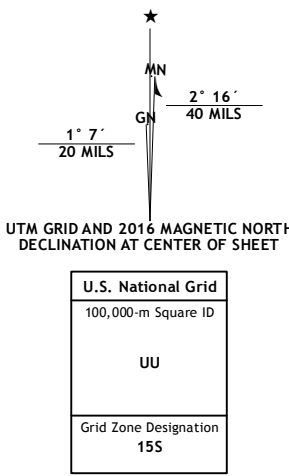 ★
MN
2° 16´
40 MILS
GN
1° 7´
20 MILS
UTM GRID AND 2016 MAGNETIC NORTH
DECLINATION AT CENTER OF SHEET
U.S. National Grid
100,000-m Square ID
UU
Grid Zone Designation
15S